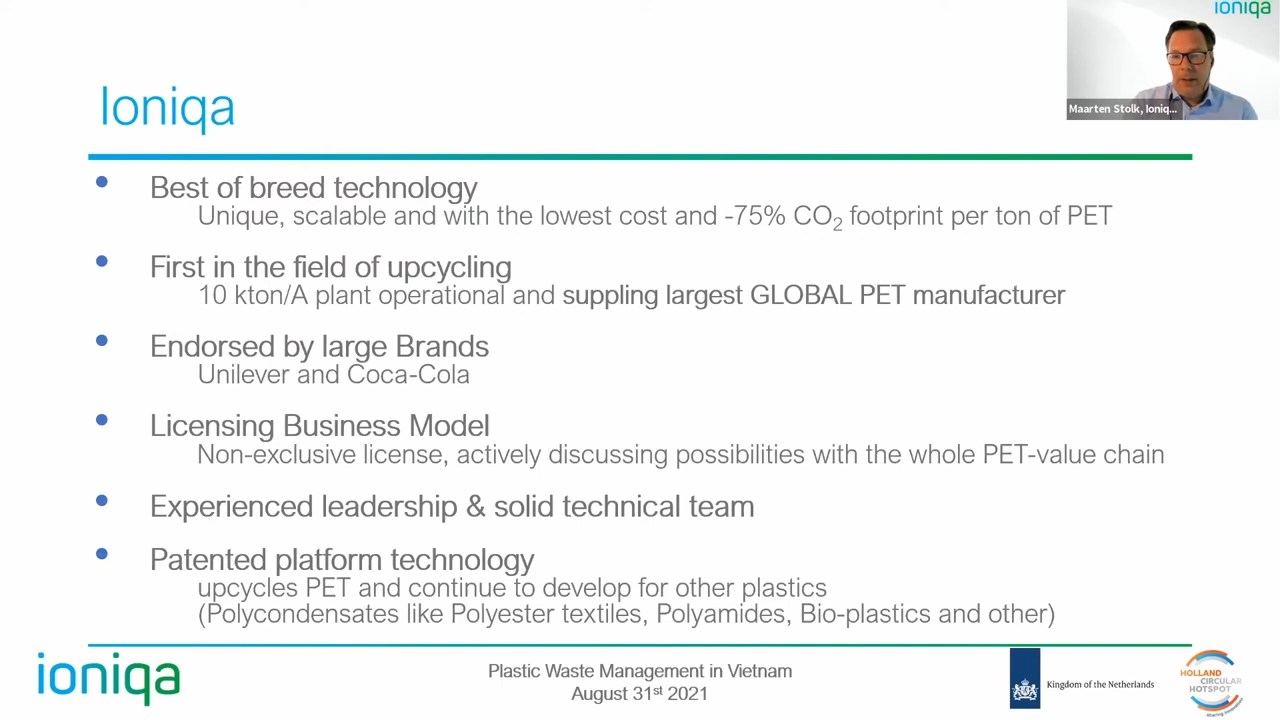 ioniqa
Maarten Stolk, Ioniq...
Ioniqa
• Best of breed technology
Unique, scalable and with the lowest cost and -75% CO₂ footprint per ton of PET
• First in the field of upcycling
10 kton/A plant operational and suppling largest GLOBAL PET manufacturer
• Endorsed by large Brands
Unilever and Coca-Cola
• Licensing Business Model
Non-exclusive license, actively discussing possibilities with the whole PET-value chain
• Experienced leadership & solid technical team
• Patented platform technology
upcycles PET and continue to develop for other plastics
(Polycondensates like Polyester textiles, Polyamides, Bio-plastics and other)
ioniqa
Plastic Waste Management in Vietnam
August 31st 2021
Kingdom of the Netherlands
HOLLAND
CIRCULAR
HOTSPOT